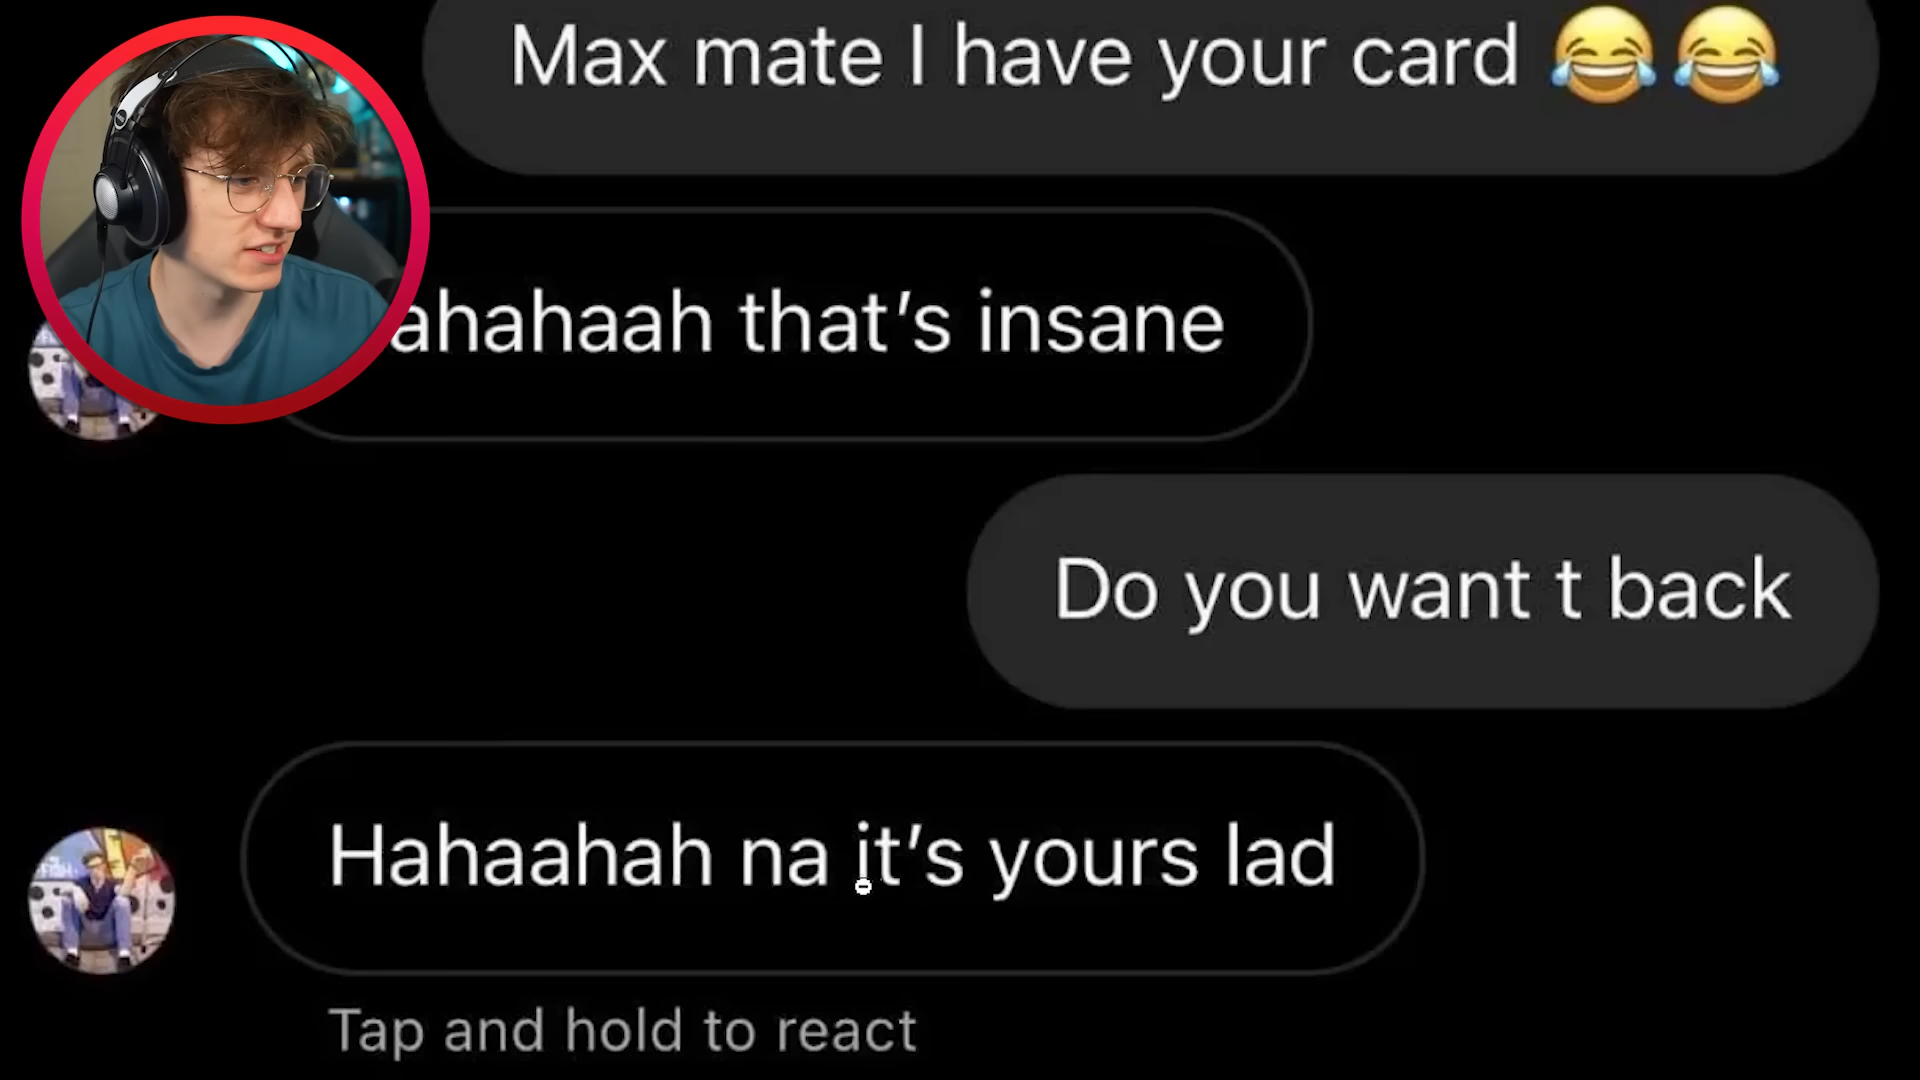 Max mate I have your card 😂😂
ahahaah that's insane
Do you want t back
Hahaahah na it's yours lad
Tap and hold to react